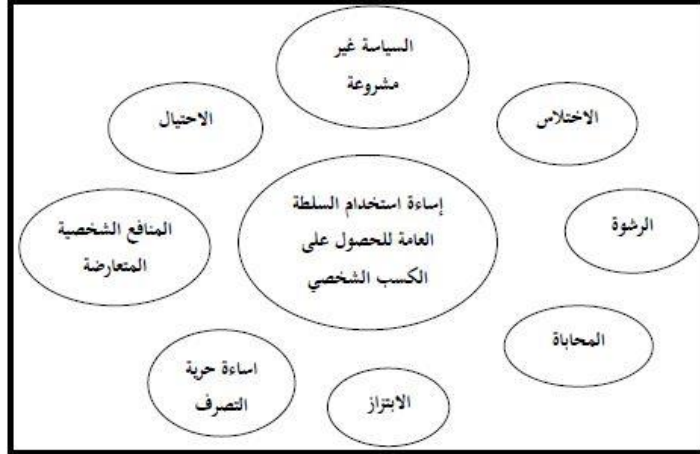 السياسة غير
مشروعة
الاختلاس
الاحتيال
إساءة استخدام السلطة
العامة للحصول على
الكسب الشخصي
الرشوة
المنافع الشخصية
المتعارضة
المحاباة
اساءة حرية
التصرف
الابتزاز